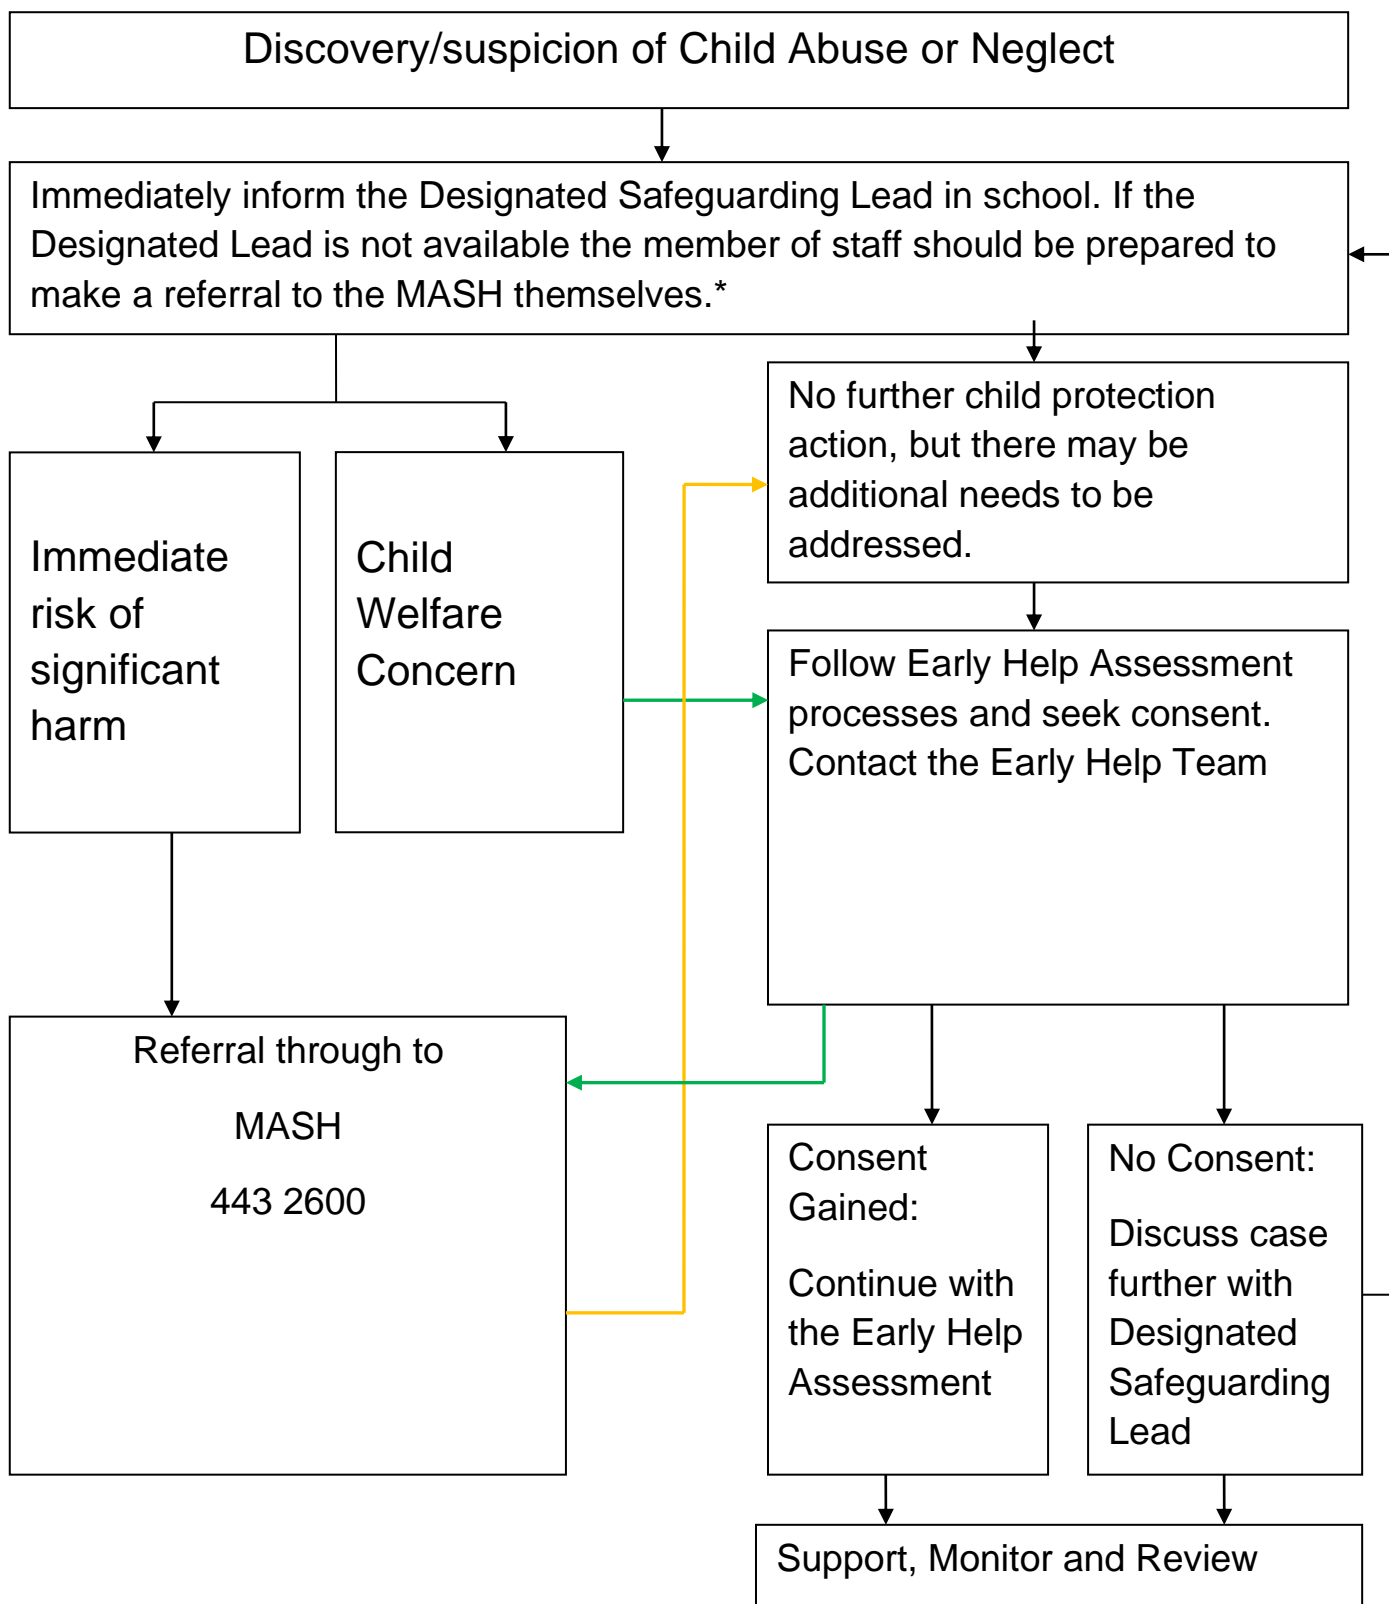 Discovery/suspicion of Child Abuse or Neglect
Immediately inform the Designated Safeguarding Lead in school. If the
Designated Lead is not available the member of staff should be prepared to
make a referral to the MASH themselves.*
No further child protection
action, but there may be
additional needs to be
addressed.
Immediate
risk of
significant
harm
Child
Welfare
Concern
Follow Early Help Assessment
processes and seek consent.
Contact the Early Help Team
Referral through to
MASH
443 2600
Consent
Gained:
Continue with
the Early Help
Assessment
No Consent:
Discuss case
further with
Designated
Safeguarding
Lead
Support, Monitor and Review